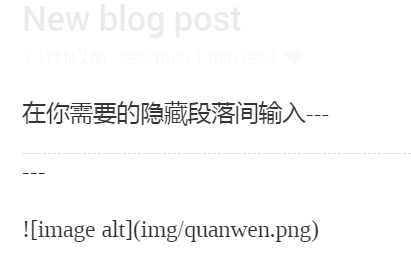 New blog post
1 分钟以前 · less than 1 min read ♥
在你需要的隐藏段落间输入---
---
![image alt](img/quanwen.png)